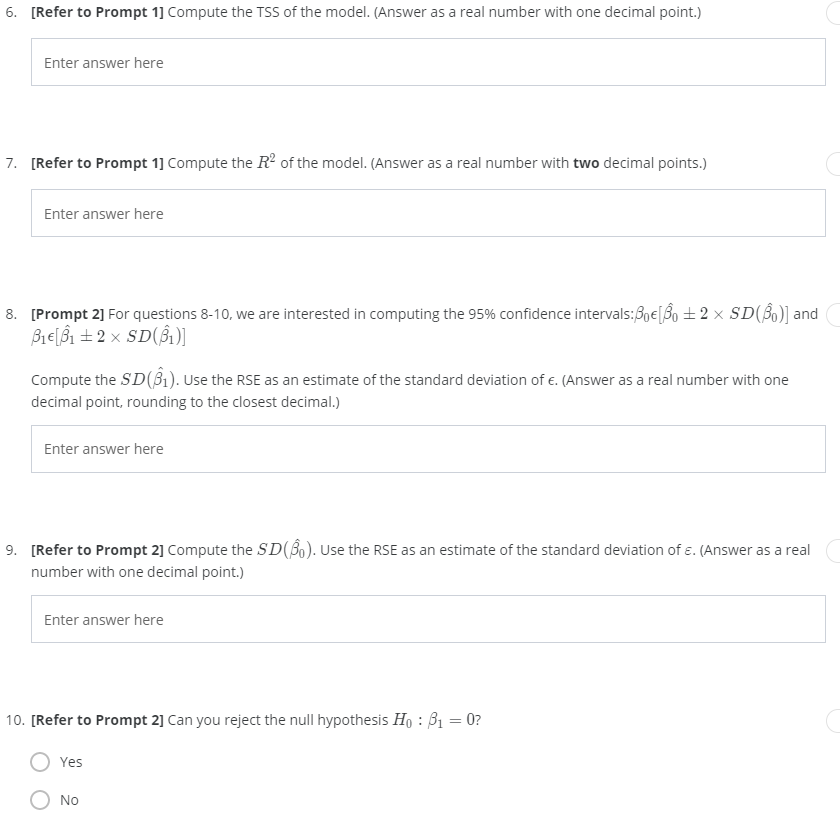 6. [Refer to Prompt 1] Compute the TSS of the model. (Answer as a real number with one decimal point.)
Enter answer here
7. [Refer to Prompt 1] Compute the R² of the model. (Answer as a real number with two decimal points.)
Enter answer here
8. [Prompt 2] For questions 8-10, we are interested in computing the 95% confidence intervals:β₀ϵ[β̂₀ ± 2 × SD(β̂₀)] and
β₁ϵ[β̂₁ ± 2 × SD(β̂₁)]
Compute the SD(β̂₁). Use the RSE as an estimate of the standard deviation of ϵ. (Answer as a real number with one
decimal point, rounding to the closest decimal.)
Enter answer here
9. [Refer to Prompt 2] Compute the SD(β̂₀). Use the RSE as an estimate of the standard deviation of ε. (Answer as a real
number with one decimal point.)
Enter answer here
10. [Refer to Prompt 2] Can you reject the null hypothesis H₀ : β₁ = 0?
Yes
No